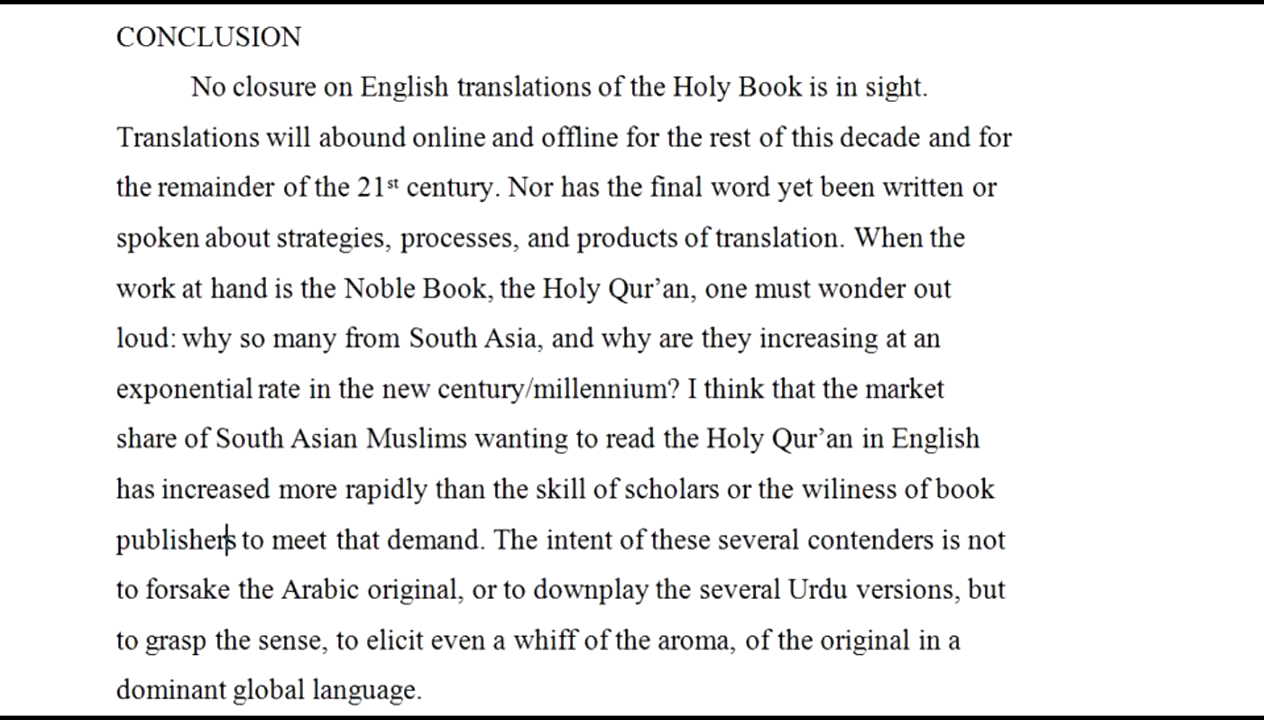 CONCLUSION
No closure on English translations of the Holy Book is in sight.
Translations will abound online and offline for the rest of this decade and for
the remainder of the 21st century. Nor has the final word yet been written or
spoken about strategies, processes, and products of translation. When the
work at hand is the Noble Book, the Holy Qur’an, one must wonder out
loud: why so many from South Asia, and why are they increasing at an
exponential rate in the new century/millennium? I think that the market
share of South Asian Muslims wanting to read the Holy Qur’an in English
has increased more rapidly than the skill of scholars or the wiliness of book
publishers to meet that demand. The intent of these several contenders is not
to forsake the Arabic original, or to downplay the several Urdu versions, but
to grasp the sense, to elicit even a whiff of the aroma, of the original in a
dominant global language.